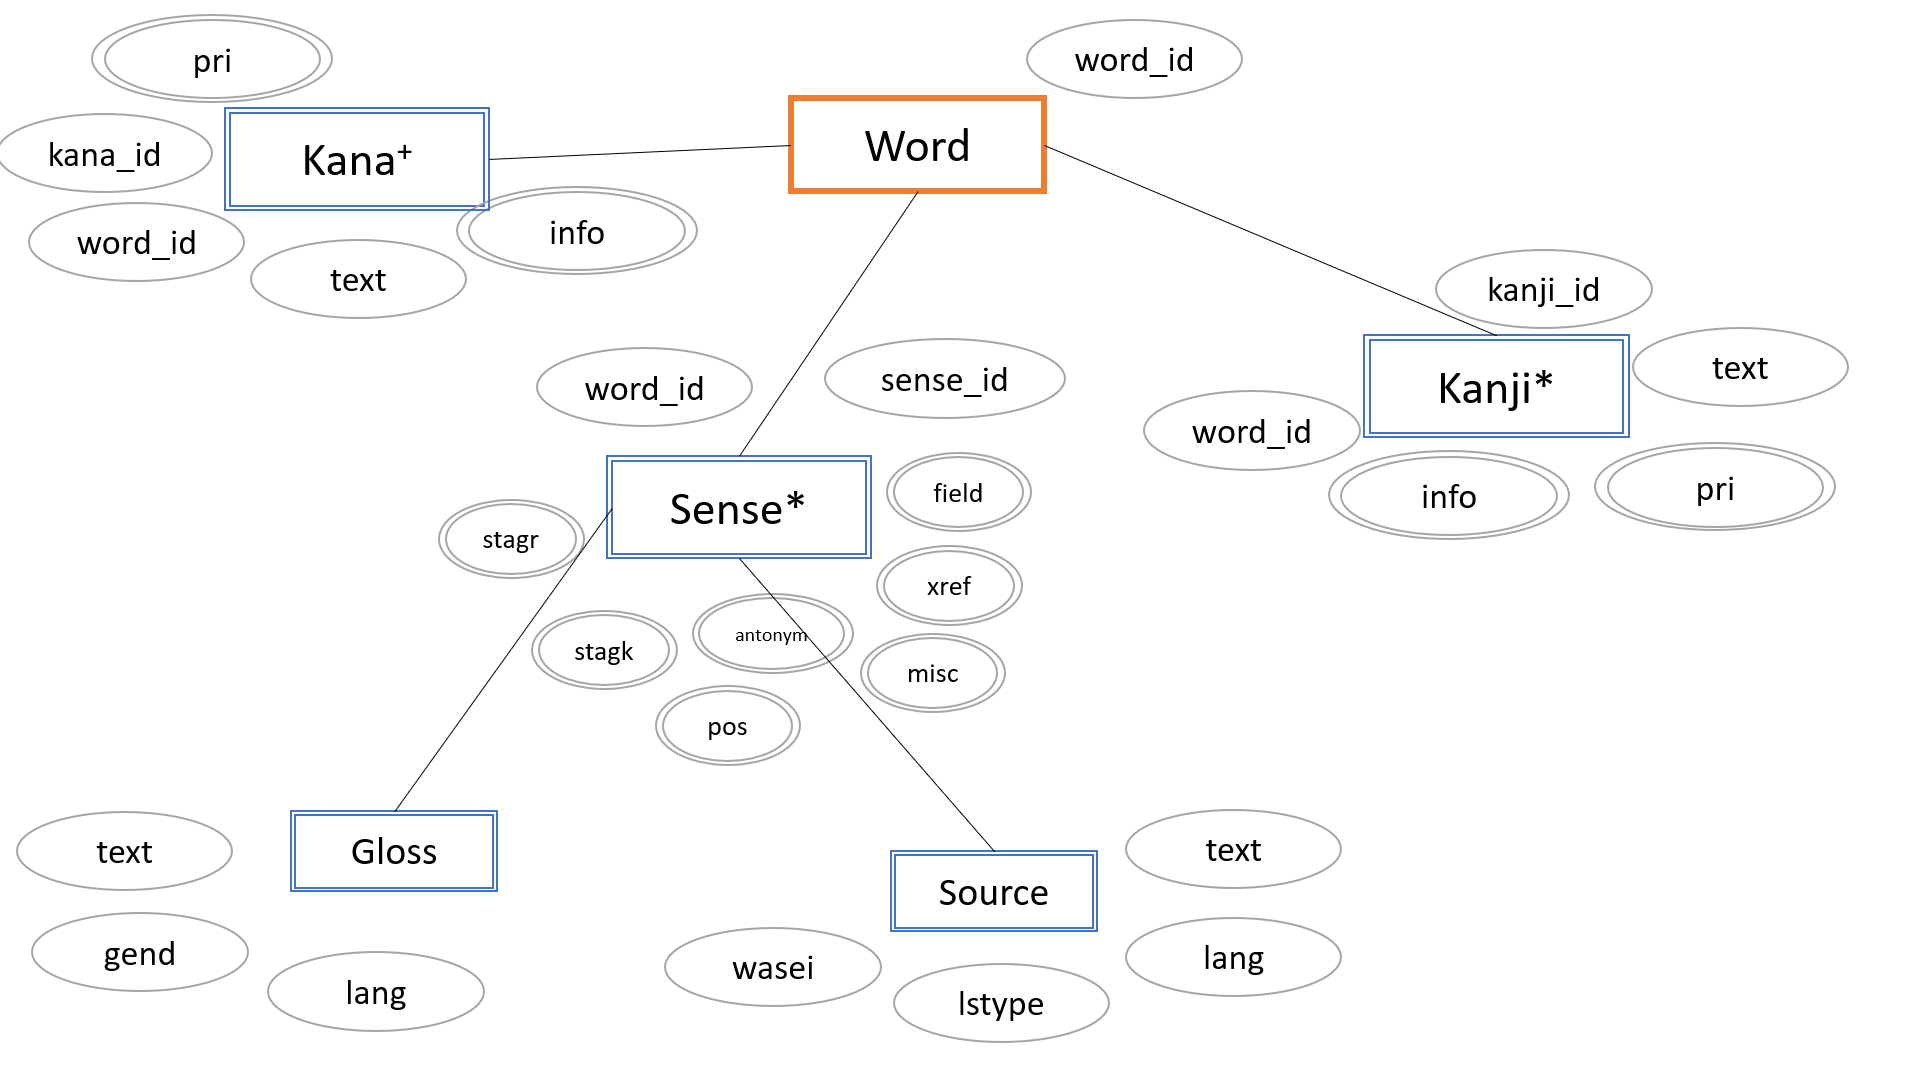 pri
word_id
Kana⁺
Word
kana_id
word_id
info
text
kanji_id
word_id
sense_id
text
Kanji*
word_id
Sense*
field
info
pri
stagr
xref
stagk
antonym
misc
pos
text
Gloss
text
Source
gend
lang
wasei
lstype
lang